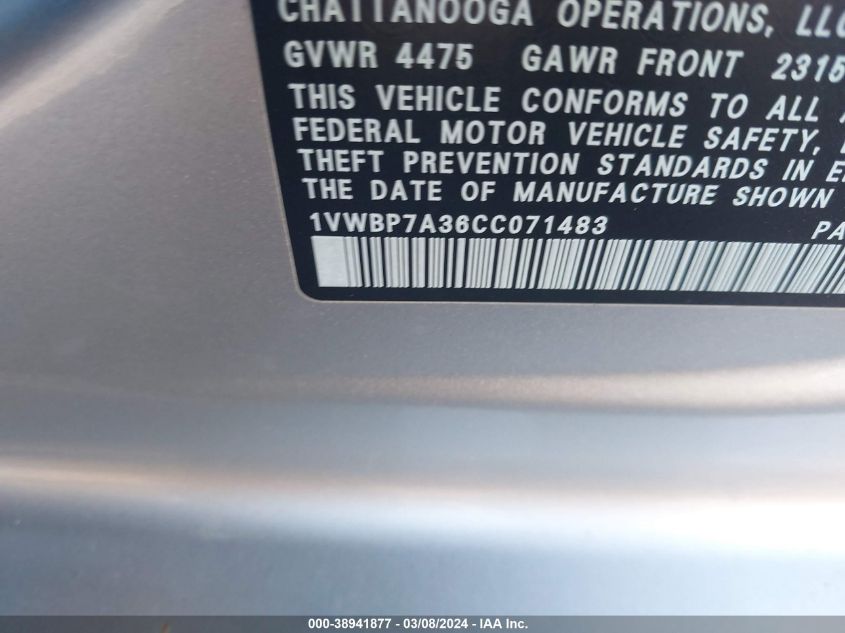 CHATTANOOGA OPERATIONS, LLC
GVWR 4475 GAWR FRONT 2315
THIS VEHICLE CONFORMS TO ALL
FEDERAL MOTOR VEHICLE SAFETY,
THEFT PREVENTION STANDARDS IN
THE DATE OF MANUFACTURE SHOWN
1VWBP7A36CC071483 PA
000-38941877 - 03/08/2024 - IAA Inc.